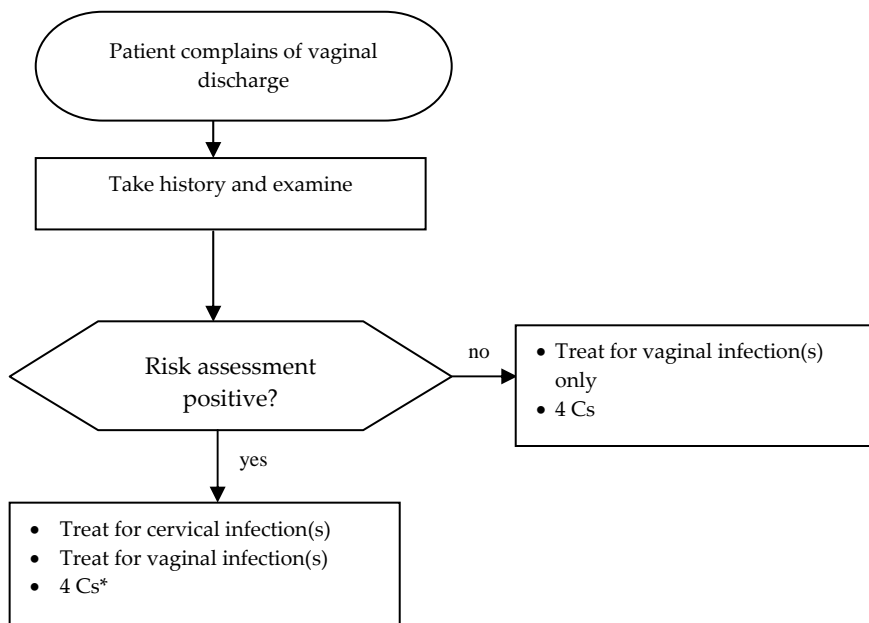 Patient complains of vaginal
discharge
Take history and examine
Risk assessment
positive?
no
• Treat for vaginal infection(s)
only
• 4 Cs
yes
• Treat for cervical infection(s)
• Treat for vaginal infection(s)
• 4 Cs*